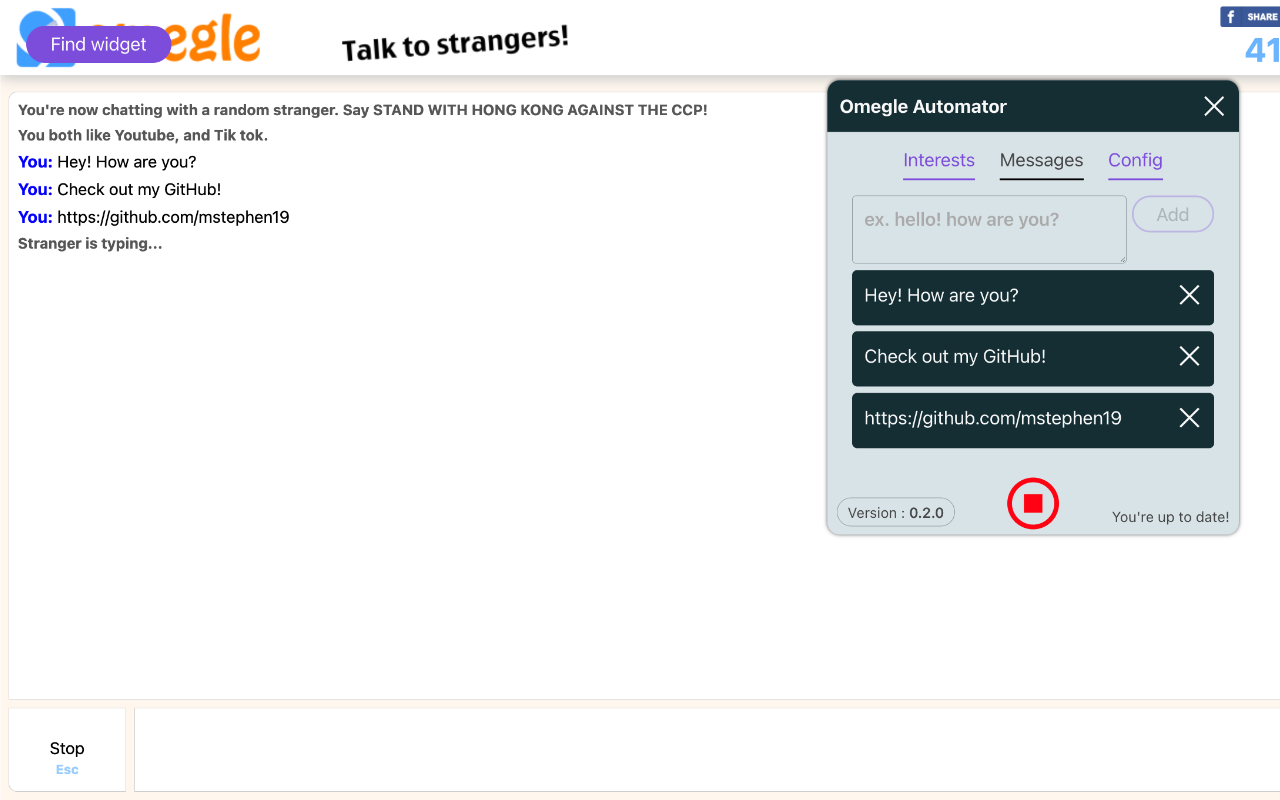 Find widget
egle
Talk to strangers!
f SHARE
41
You're now chatting with a random stranger. Say STAND WITH HONG KONG AGAINST THE CCP!
You both like Youtube, and Tik tok.
You: Hey! How are you?
You: Check out my GitHub!
You: https://github.com/mstephen19
Stranger is typing...
Omegle Automator
Interests Messages Config
ex. hello! how are you? Add
Hey! How are you?
Check out my GitHub!
https://github.com/mstephen19
Version : 0.2.0
You're up to date!
Stop
Esc